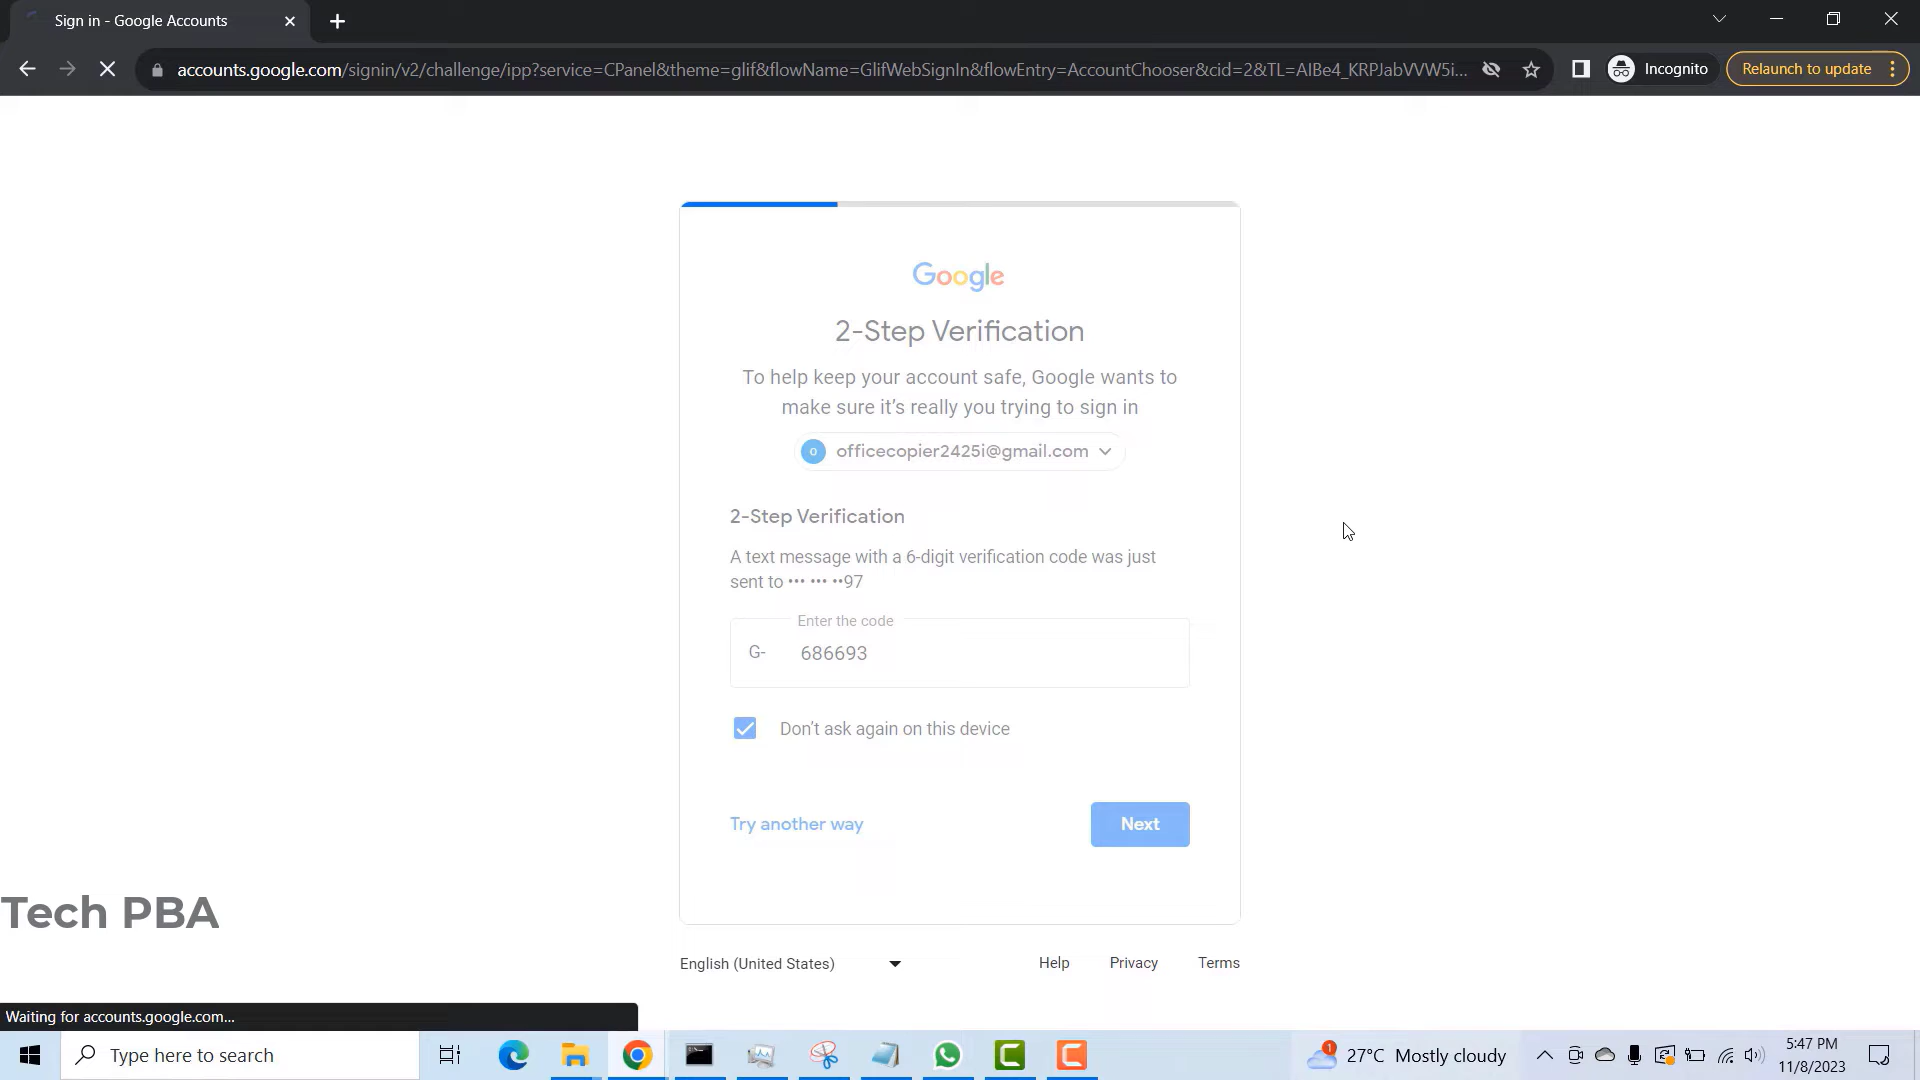 Sign in - Google Accounts
accounts.google.com/signin/v2/challenge/ipp?service=CPanel&theme=glif&flowName=GlifWebSignIn&flowEntry=AccountChooser&cid=2&TL=AIBe4_KRPJabVVW5i...
Incognito
Relaunch to update
Google
2-Step Verification
To help keep your account safe, Google wants to
make sure it's really you trying to sign in
o
officecopier2425i@gmail.com
2-Step Verification
A text message with a 6-digit verification code was just
sent to ••• ••• ••97
Enter the code
G-
686693
Don't ask again on this device
Try another way
Next
Tech PBA
English (United States)
Help
Privacy
Terms
Waiting for accounts.google.com...
Type here to search
1
27°C Mostly cloudy
5:47 PM
11/8/2023